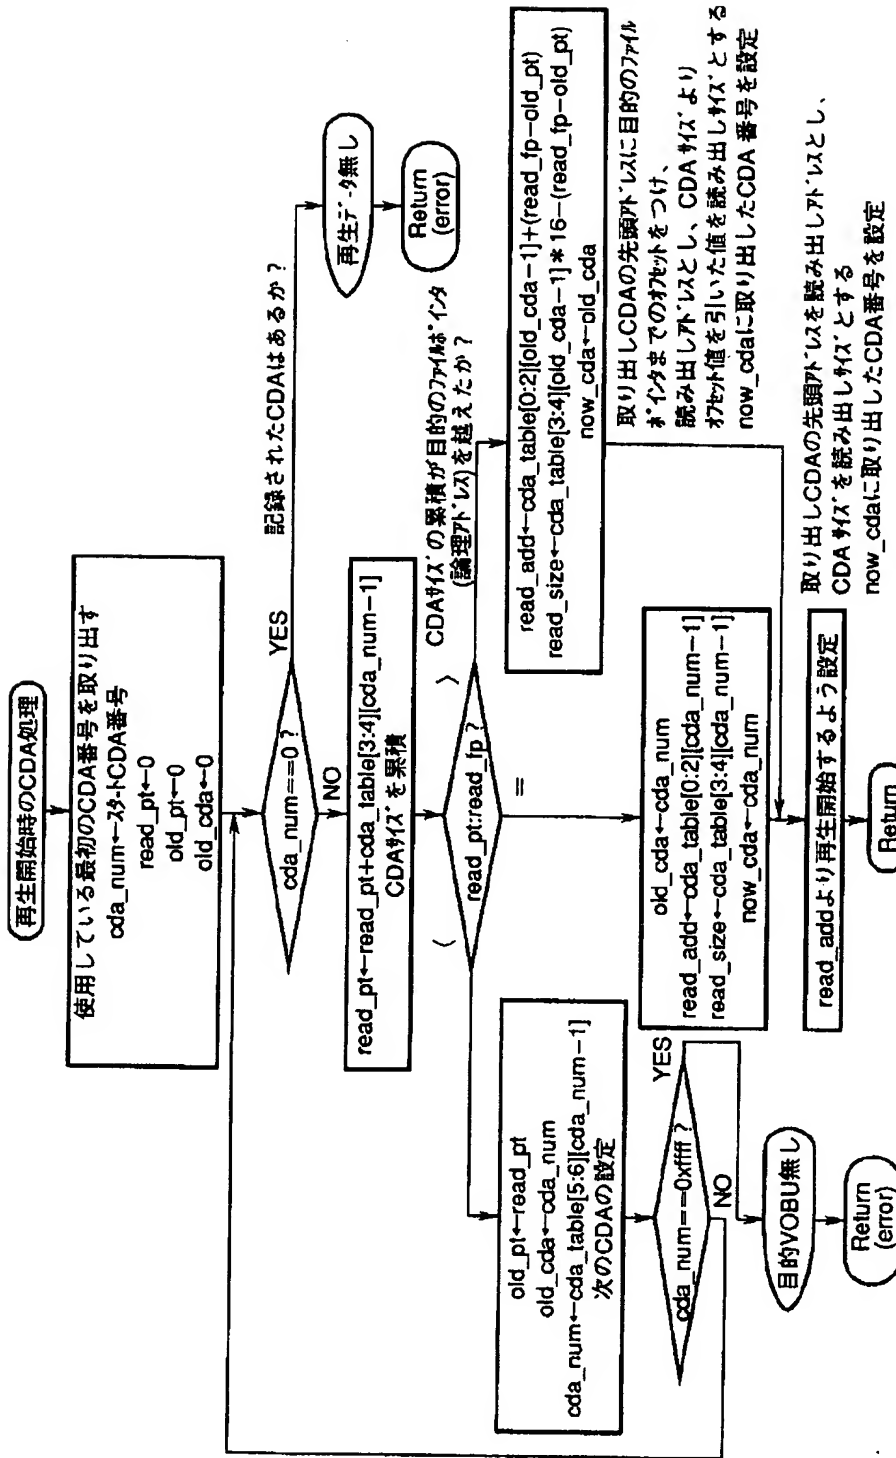 再生開始時のCDA処理
使用している最初のCDA番号を取り出す
cda_num←スタートCDA番号
read_pt←0
old_pt←0
old_cda←0
cda_num==0 ?
YES
記録されたCDAはあるか?
再生データ無し
Return
(error)
NO
read_pt←read_pt+cda_table[3:4][cda_num−1]
CDAサイズを累積
CDAサイズの累積が目的のファイルポインタ
(論理アドレス)を越えたか?
read_pt:read_fp ?
<
=
>
old_pt←read_pt
old_cda←cda_num
cda_num←cda_table[5:6][cda_num−1]
次のCDAの設定
cda_num==0xffff ?
YES
NO
目的VOBU無し
Return
(error)
old_cda←cda_num
read_add←cda_table[0:2][cda_num−1]
read_size←cda_table[3:4][cda_num−1]
now_cda←cda_num
read_add←cda_table[0:2][old_cda−1]+(read_fp−old_pt)
read_size←cda_table[3:4][old_cda−1]*16−(read_fp−old_pt)
now_cda←old_cda
取り出しCDAの先頭アドレスに目的のファイル
ポインタまでのオフセットをつけ、
読み出しアドレスとし、CDAサイズより
オフセット値を引いた値を読み出しサイズとする
now_cdaに取り出したCDA番号を設定
read_addより再生開始するよう設定
Return
取り出しCDAの先頭アドレスを読み出しアドレスとし、
CDAサイズを読み出しサイズとする
now_cdaに取り出したCDA番号を設定